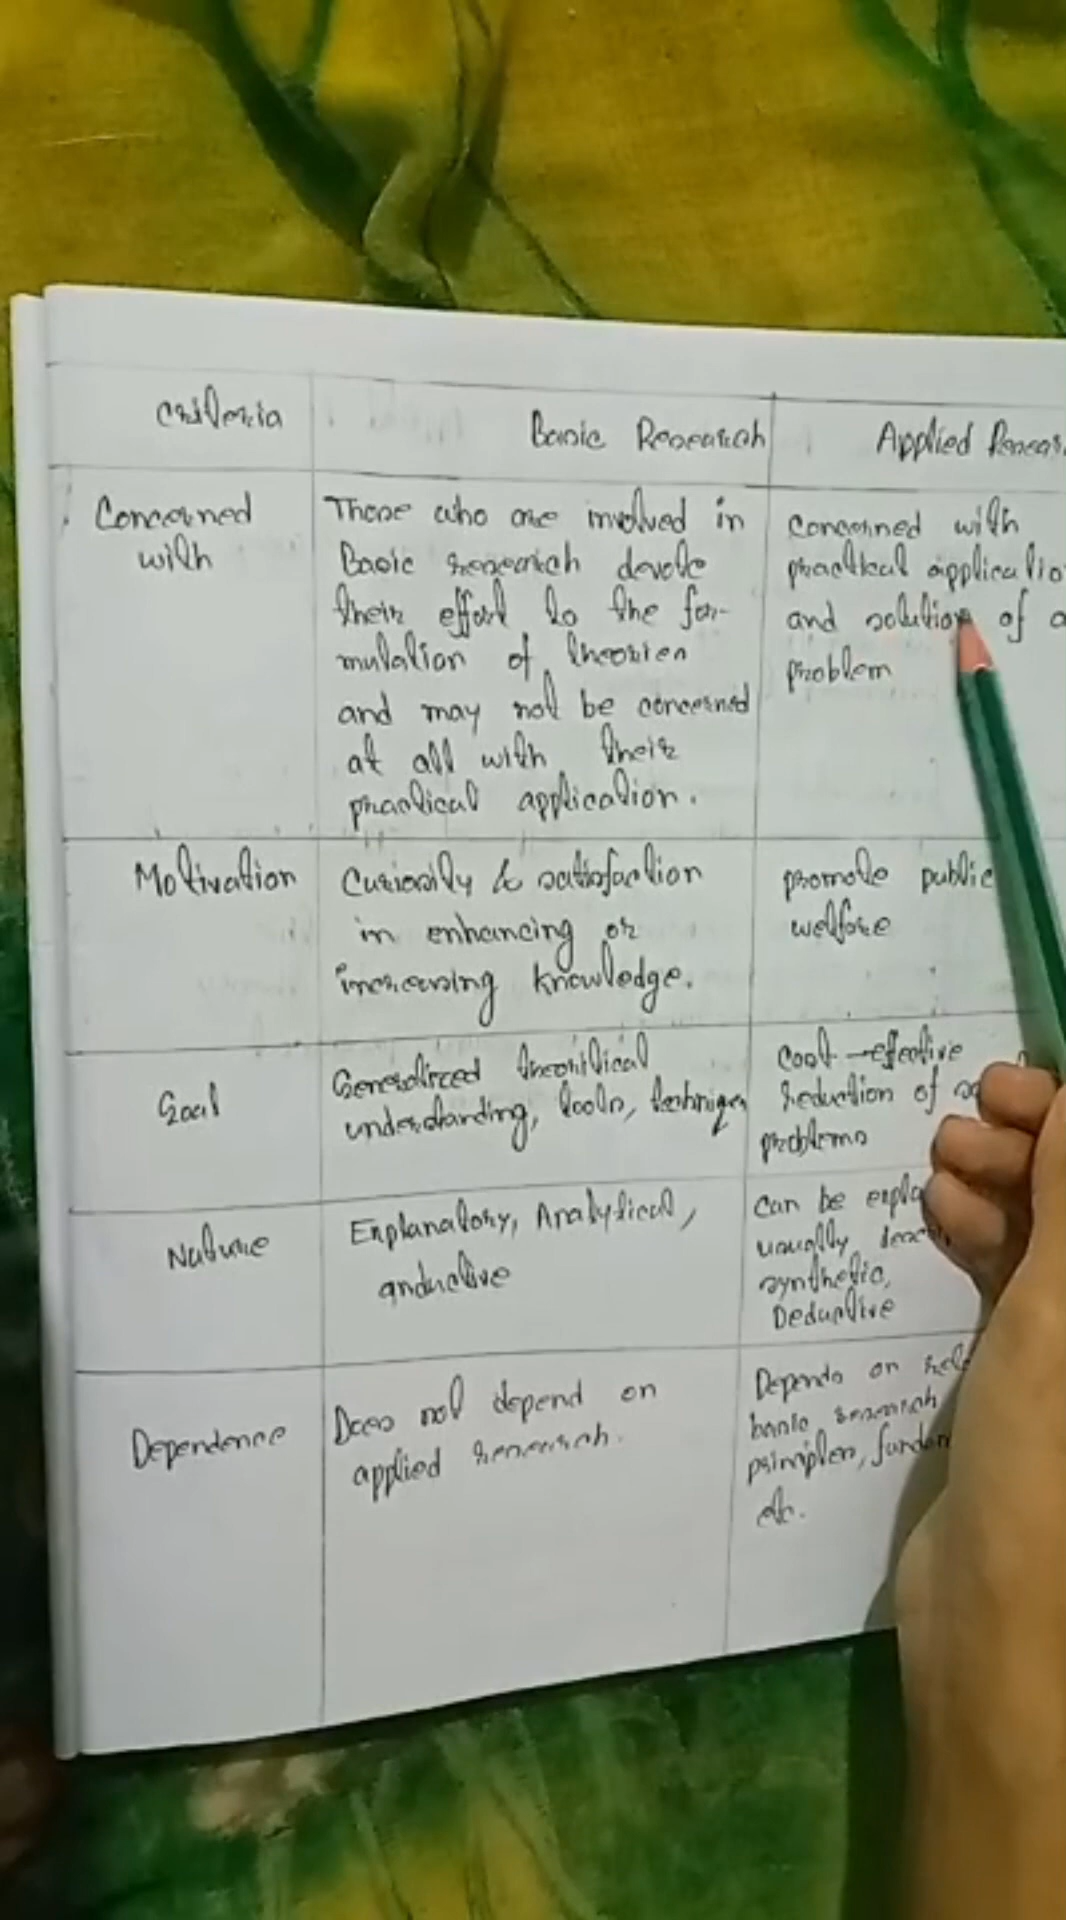 Criteria
Basic Research
Applied
Concerned
with
Those who are involved in
Basic research devote
their effort to the for-
mulation of theories
and may not be concerned
at all with their
practical application.
Concerned with
practical
and solution of a
problem
Motivation
Curiosity & satisfaction
in enhancing or
increasing knowledge.
promote public
welfare
Goal
Generalized theoritical
understanding, tools,
Cost-effective
reduction of
problems
Nature
Explanatory, Analytical,
inductive
Can be
usually
synthetic,
Deductive
Dependence
Does not depend on
applied research.
Depends on
basic research
principles,
etc.